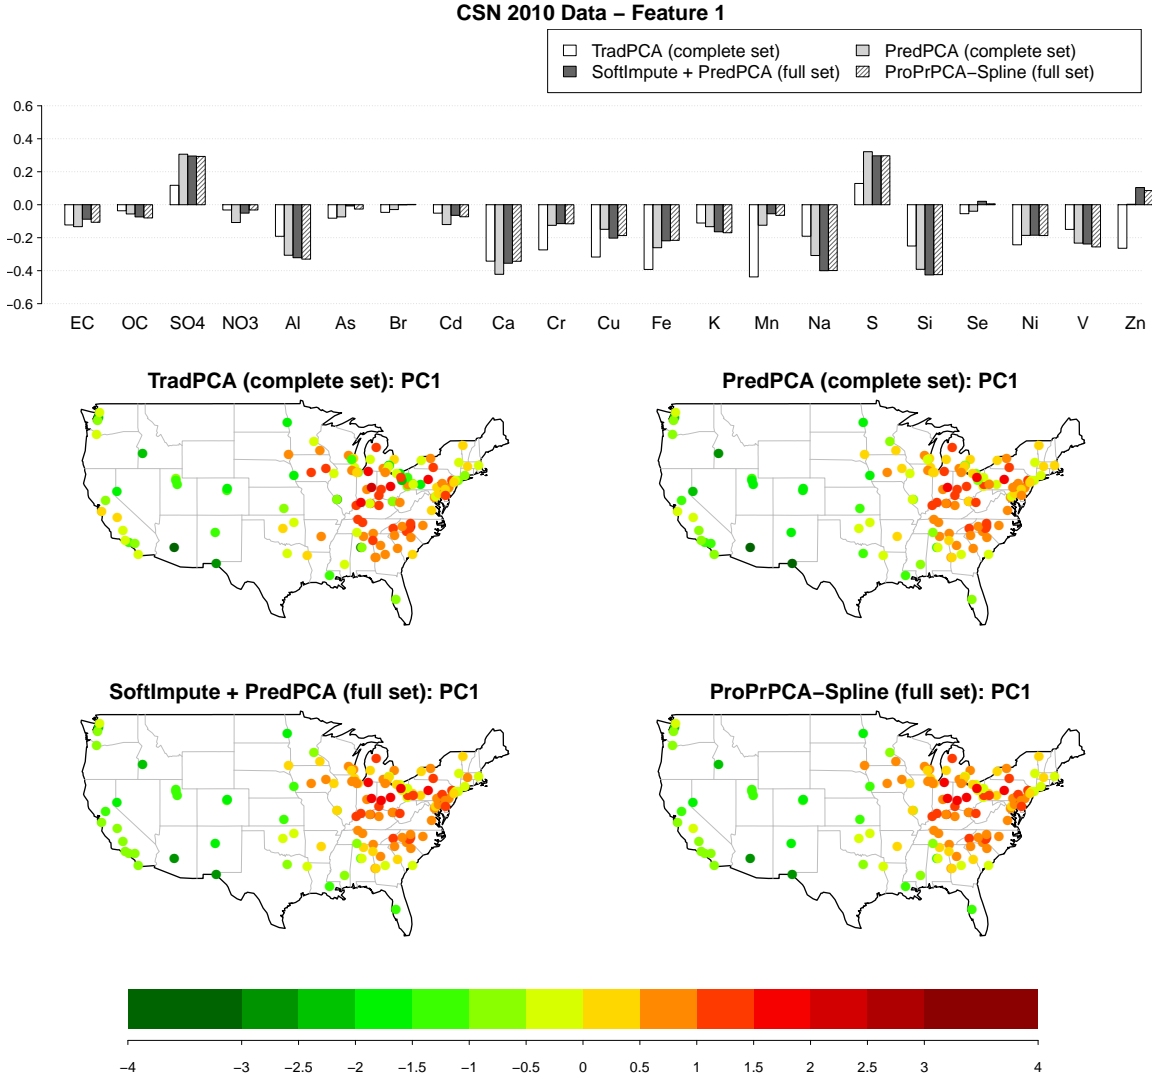 CSN 2010 Data − Feature 1
TradPCA (complete set) PredPCA (complete set)
SoftImpute + PredPCA (full set) ProPrPCA−Spline (full set)
0.6
0.4
0.2
0.0
−0.2
−0.4
−0.6
EC OC SO4 NO3 Al As Br Cd Ca Cr Cu Fe K Mn Na S Si Se Ni V Zn
TradPCA (complete set): PC1 PredPCA (complete set): PC1
SoftImpute + PredPCA (full set): PC1 ProPrPCA−Spline (full set): PC1
−4 −3 −2.5 −2 −1.5 −1 −0.5 0 0.5 1 1.5 2 2.5 3 4